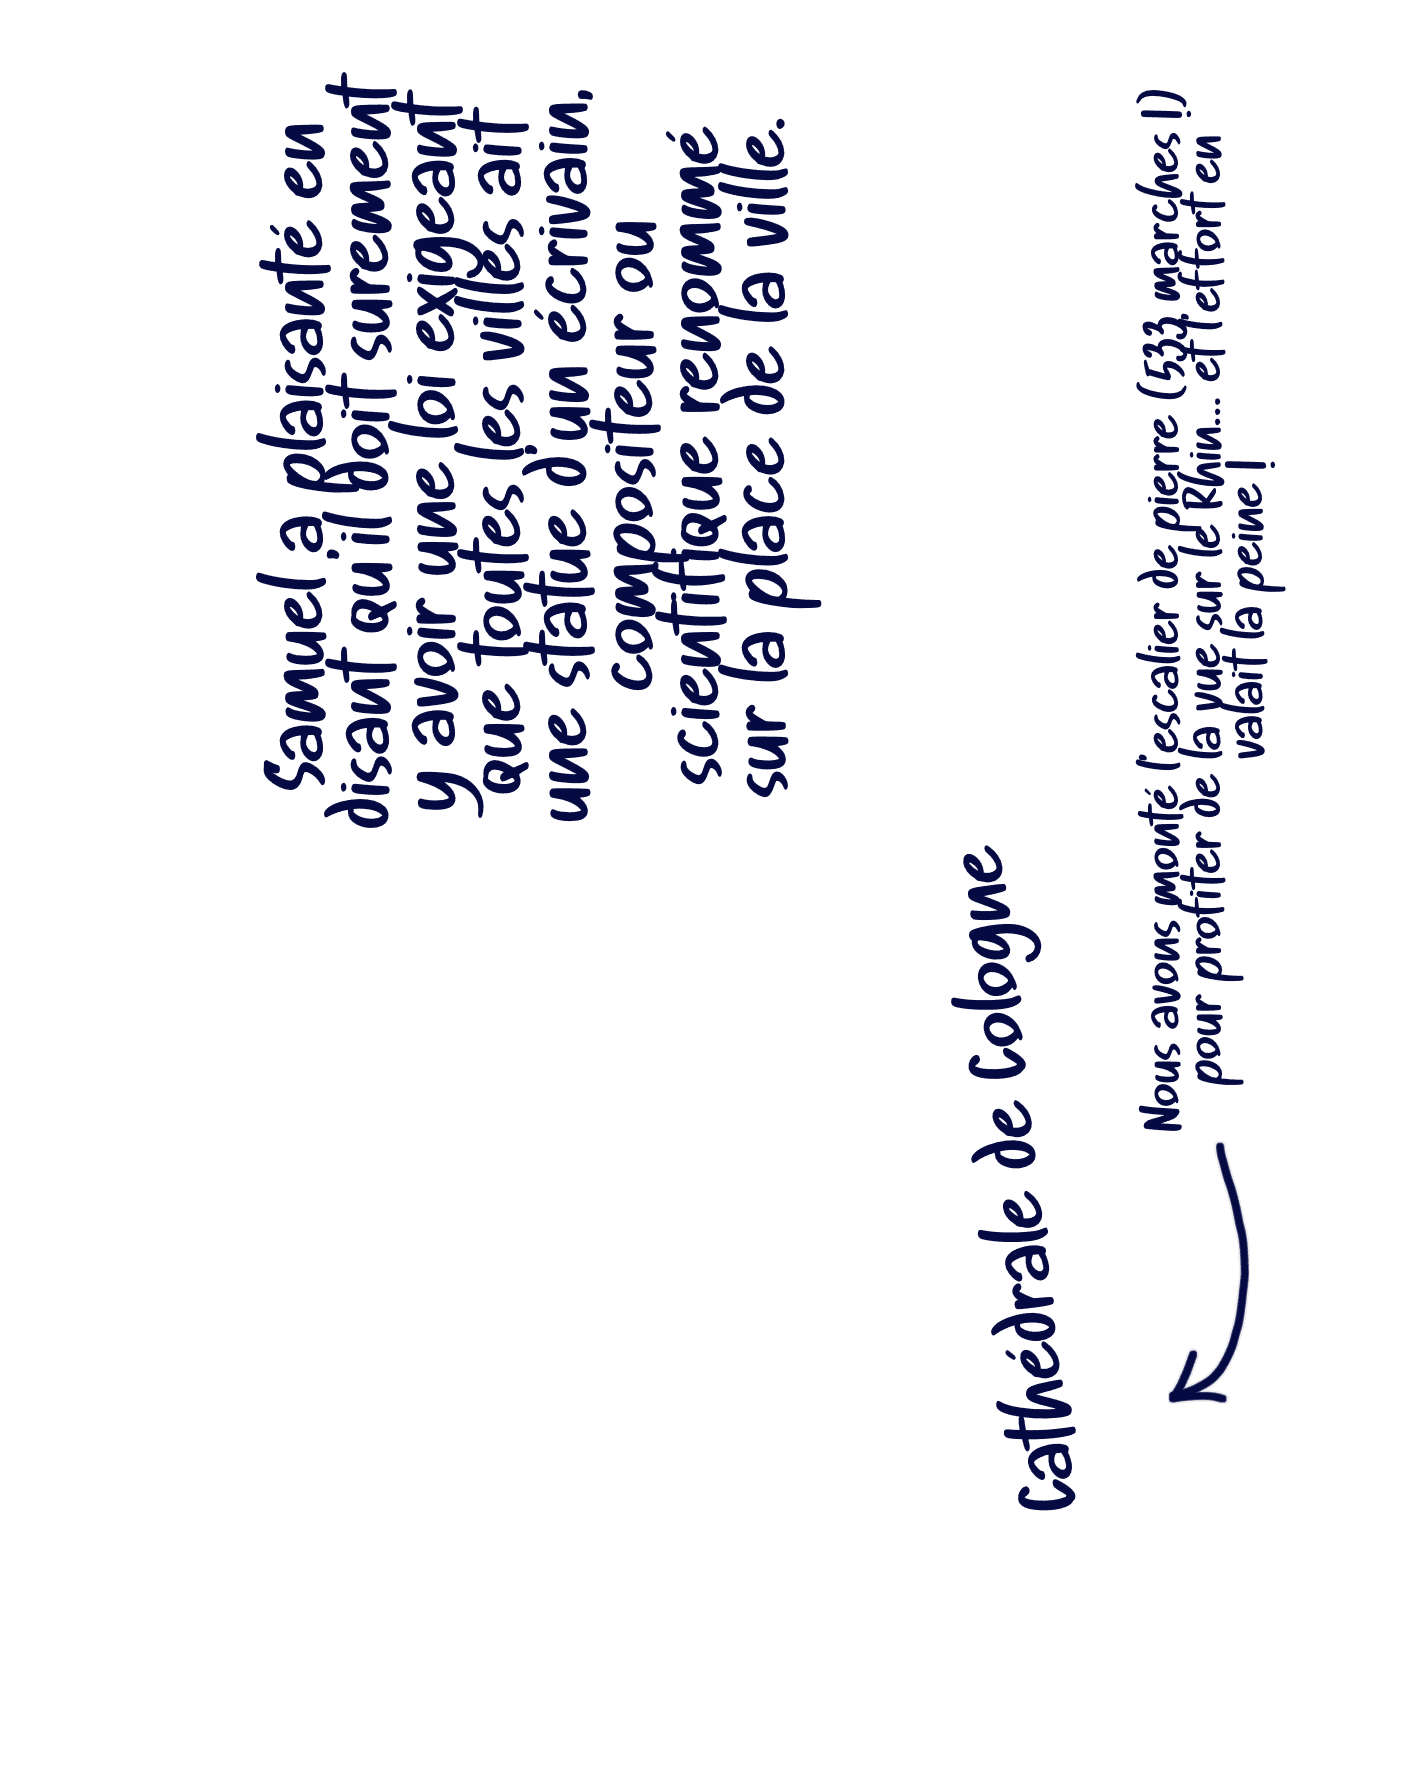 Samuel a plaisanté en
disant qu'il doit surement
y avoir une loi exigeant
que toutes les villes ait
une statue d'un écrivain,
compositeur ou
scientifique renommé
sur la place de la ville.
Cathédrale de Cologne
Nous avons monté l'escalier de pierre (533 marches !)
pour profiter de la vue sur le Rhin... et l'effort en
valait la peine !